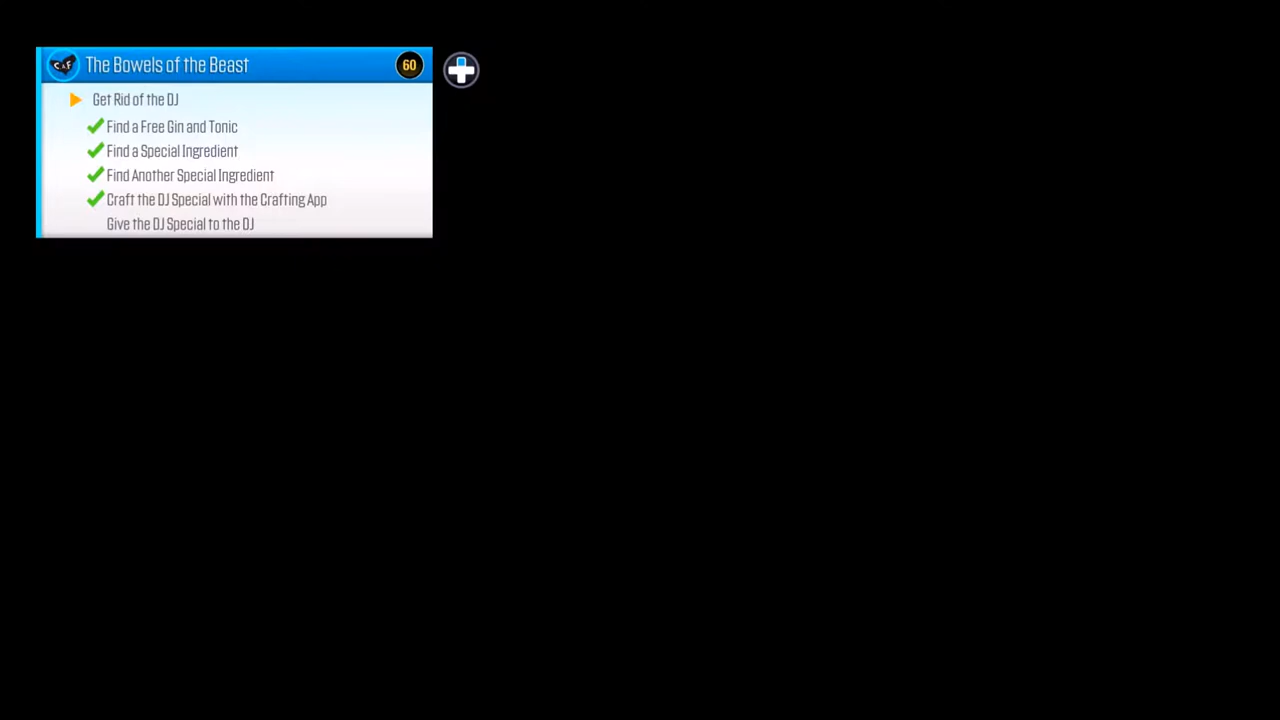 CAF
The Bowels of the Beast
60
Get Rid of the DJ
Find a Free Gin and Tonic
Find a Special Ingredient
Find Another Special Ingredient
Craft the DJ Special with the Crafting App
Give the DJ Special to the DJ